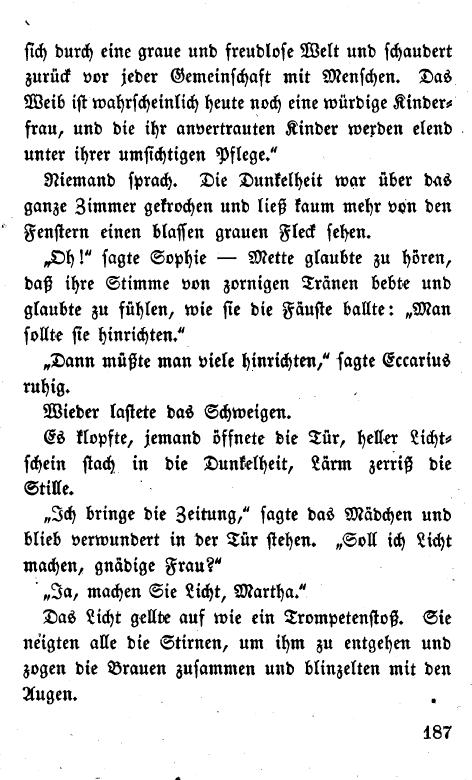 sich durch eine graue und freudlose Welt und schaudert
zurück vor jeder Gemeinschaft mit Menschen. Das
Weib ist wahrscheinlich heute noch eine würdige Kinder-
frau, und die ihr anvertrauten Kinder werden elend
unter ihrer umsichtigen Pflege.“
Niemand sprach. Die Dunkelheit war über das
ganze Zimmer gekrochen und ließ kaum mehr von den
Fenstern einen blassen grauen Fleck sehen.
„Oh!“ sagte Sophie — Mette glaubte zu hören,
daß ihre Stimme von zornigen Tränen bebte und
glaubte zu fühlen, wie sie die Fäuste ballte: „Man
sollte sie hinrichten.“
„Dann müßte man viele hinrichten,“ sagte Eccarius
ruhig.
Wieder lastete das Schweigen.
Es klopfte, jemand öffnete die Tür, heller Licht-
schein stach in die Dunkelheit, Lärm zerriß die
Stille.
„Ich bringe die Zeitung,“ sagte das Mädchen und
blieb verwundert in der Tür stehen. „Soll ich Licht
machen, gnädige Frau?“
„Ja, machen Sie Licht, Martha.“
Das Licht gellte auf wie ein Trompetenstoß. Sie
neigten alle die Stirnen, um ihm zu entgehen und
zogen die Brauen zusammen und blinzelten mit den
Augen.
187